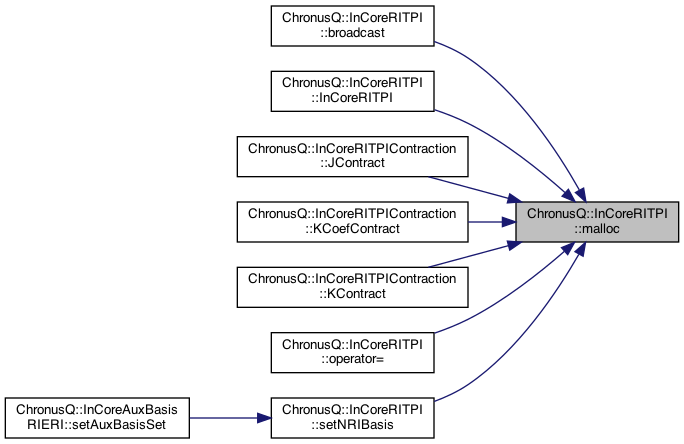 ChronusQ::InCoreRITPI
::broadcast
ChronusQ::InCoreRITPI
::InCoreRITPI
ChronusQ::InCoreRITPIContraction
::JContract
ChronusQ::InCoreRITPIContraction
::KCoefContract
ChronusQ::InCoreRITPI
::malloc
ChronusQ::InCoreRITPIContraction
::KContract
ChronusQ::InCoreRITPI
::operator=
ChronusQ::InCoreAuxBasis
RIERI::setAuxBasisSet
ChronusQ::InCoreRITPI
::setNRIBasis